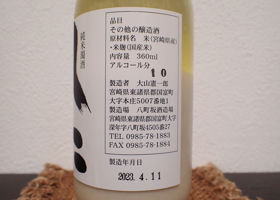 純米濁酒
品目
その他の醸造酒
原材料名 米(宮崎県産)
・米麹(国産米)
内容量 360ml
アルコール分
10
製造者 大山憲一郎
宮崎県東諸県郡国富町
大字本庄5007番地1
製造場 八町坂酒造場
宮崎県東諸県郡国富町大字
深年字八町坂4505番27
TEL 0985-78-1883
FAX 0985-78-1884
製造年月日
2023.4.11